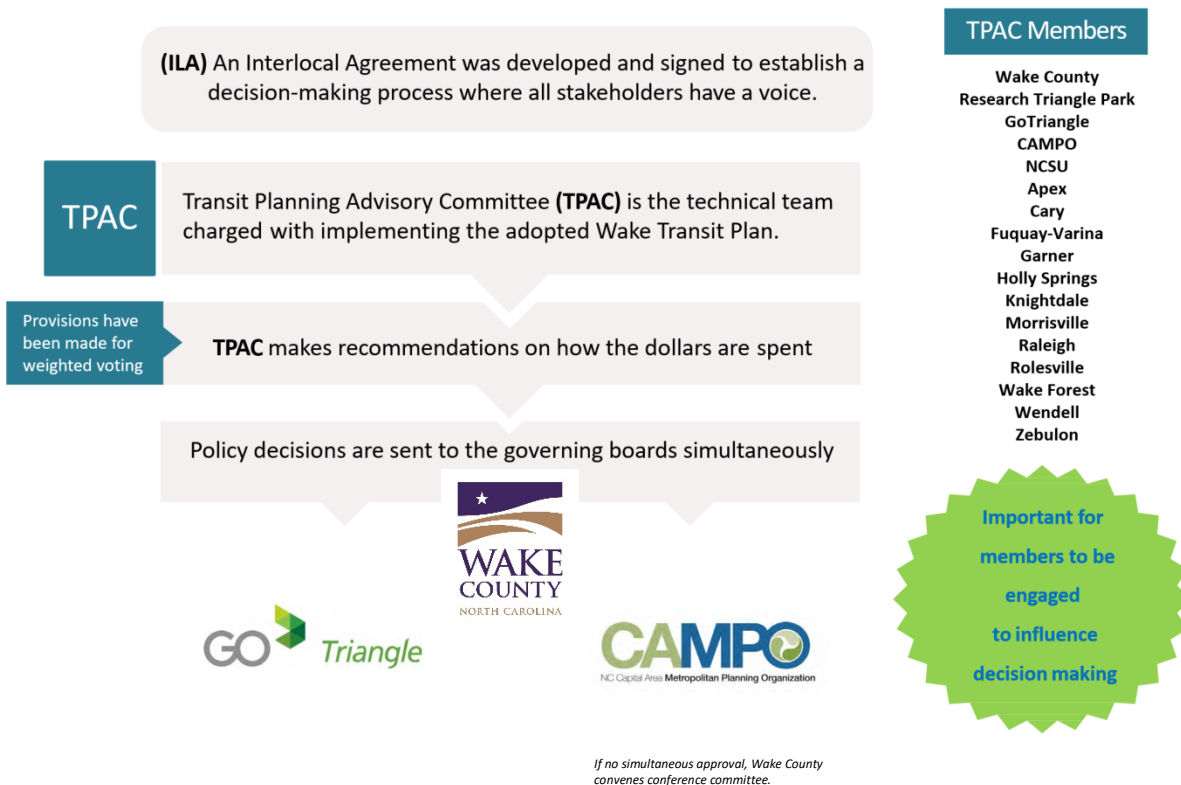 (ILA) An Interlocal Agreement was developed and signed to establish a
decision-making process where all stakeholders have a voice.
TPAC
Transit Planning Advisory Committee (TPAC) is the technical team
charged with implementing the adopted Wake Transit Plan.
Provisions have
been made for
weighted voting
TPAC makes recommendations on how the dollars are spent
Policy decisions are sent to the governing boards simultaneously
WAKE
COUNTY
NORTH CAROLINA
GO Triangle
CAMPO
NC Capital Area Metropolitan Planning Organization
If no simultaneous approval, Wake County
convenes conference committee.
TPAC Members
Wake County
Research Triangle Park
GoTriangle
CAMPO
NCSU
Apex
Cary
Fuquay-Varina
Garner
Holly Springs
Knightdale
Morrisville
Raleigh
Rolesville
Wake Forest
Wendell
Zebulon
Important for
members to be
engaged
to influence
decision making